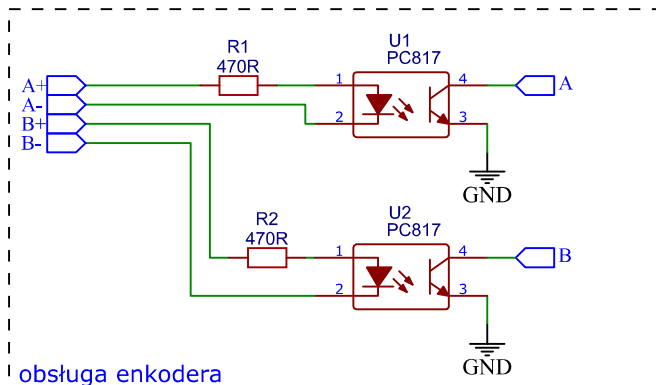 U1
R1
PC817
470R
1
4
A+
A
A-
B+
2
3
B-
GND
U2
R2
PC817
470R
1
4
B
2
3
GND
obsługa enkodera